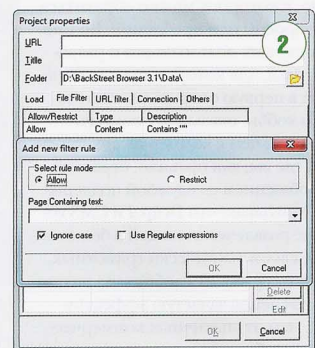 Project properties
2
URL
Title
Folder D:\BackStreet Browser 3.1\Data\
Load File Filter URL filter Connection Others
Allow/Restrict Type Description
Allow Content Contains ""
Add new filter rule
Select rule mode
Allow Restrict
Page Containing text:
Ignore case Use Regular expressions
OK Cancel
Delete
Edit
OK Cancel